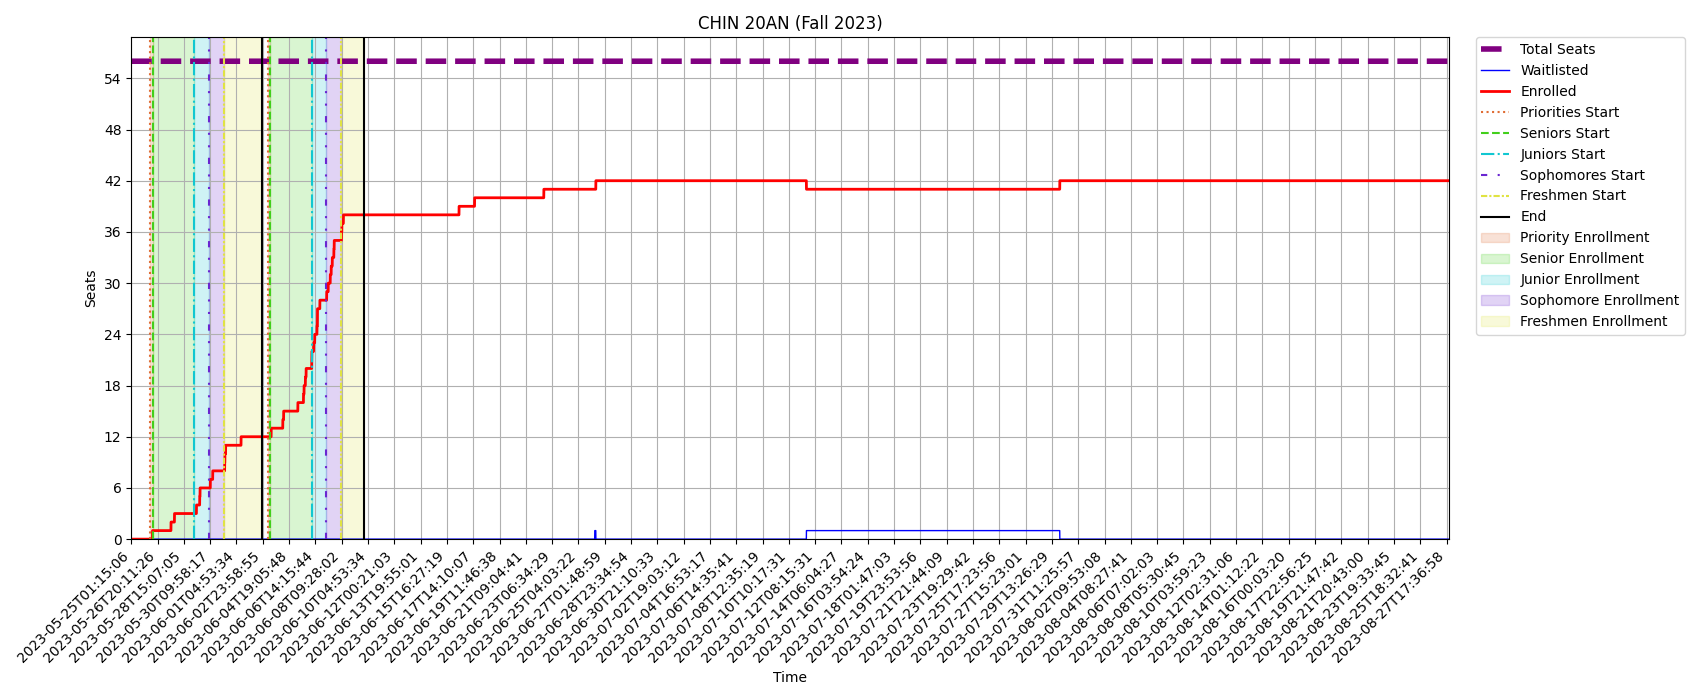 CHIN 20AN (Fall 2023)
Total Seats
Waitlisted
Enrolled
Priorities Start
Seniors Start
Juniors Start
Sophomores Start
Freshmen Start
End
Priority Enrollment
Senior Enrollment
Junior Enrollment
Sophomore Enrollment
Freshmen Enrollment
Seats
54
48
42
36
30
24
18
12
6
0
2023-05-25T01:15:06
2023-05-26T20:11:26
2023-05-28T15:07:05
2023-05-30T09:58:17
2023-06-01T04:53:34
2023-06-02T23:58:55
2023-06-04T19:05:48
2023-06-06T14:15:44
2023-06-08T09:28:02
2023-06-10T04:53:34
2023-06-12T00:21:03
2023-06-13T19:55:01
2023-06-15T16:27:19
2023-06-17T14:10:07
2023-06-19T11:46:38
2023-06-21T09:04:41
2023-06-23T06:34:29
2023-06-25T04:03:22
2023-06-27T01:48:59
2023-06-28T23:34:54
2023-06-30T21:10:33
2023-07-02T19:03:12
2023-07-04T16:53:17
2023-07-06T14:35:41
2023-07-08T12:35:19
2023-07-10T10:17:31
2023-07-12T08:15:31
2023-07-14T06:04:27
2023-07-16T03:54:24
2023-07-18T01:47:03
2023-07-19T23:53:56
2023-07-21T21:44:09
2023-07-23T19:29:42
2023-07-25T17:23:56
2023-07-27T15:23:01
2023-07-29T13:26:29
2023-07-31T11:25:57
2023-08-02T09:53:08
2023-08-04T08:27:41
2023-08-06T07:02:03
2023-08-08T05:30:45
2023-08-10T03:59:23
2023-08-12T02:31:06
2023-08-14T01:12:22
2023-08-16T00:03:20
2023-08-17T22:56:25
2023-08-19T21:47:42
2023-08-21T20:43:00
2023-08-23T19:33:45
2023-08-25T18:32:41
2023-08-27T17:36:58
Time